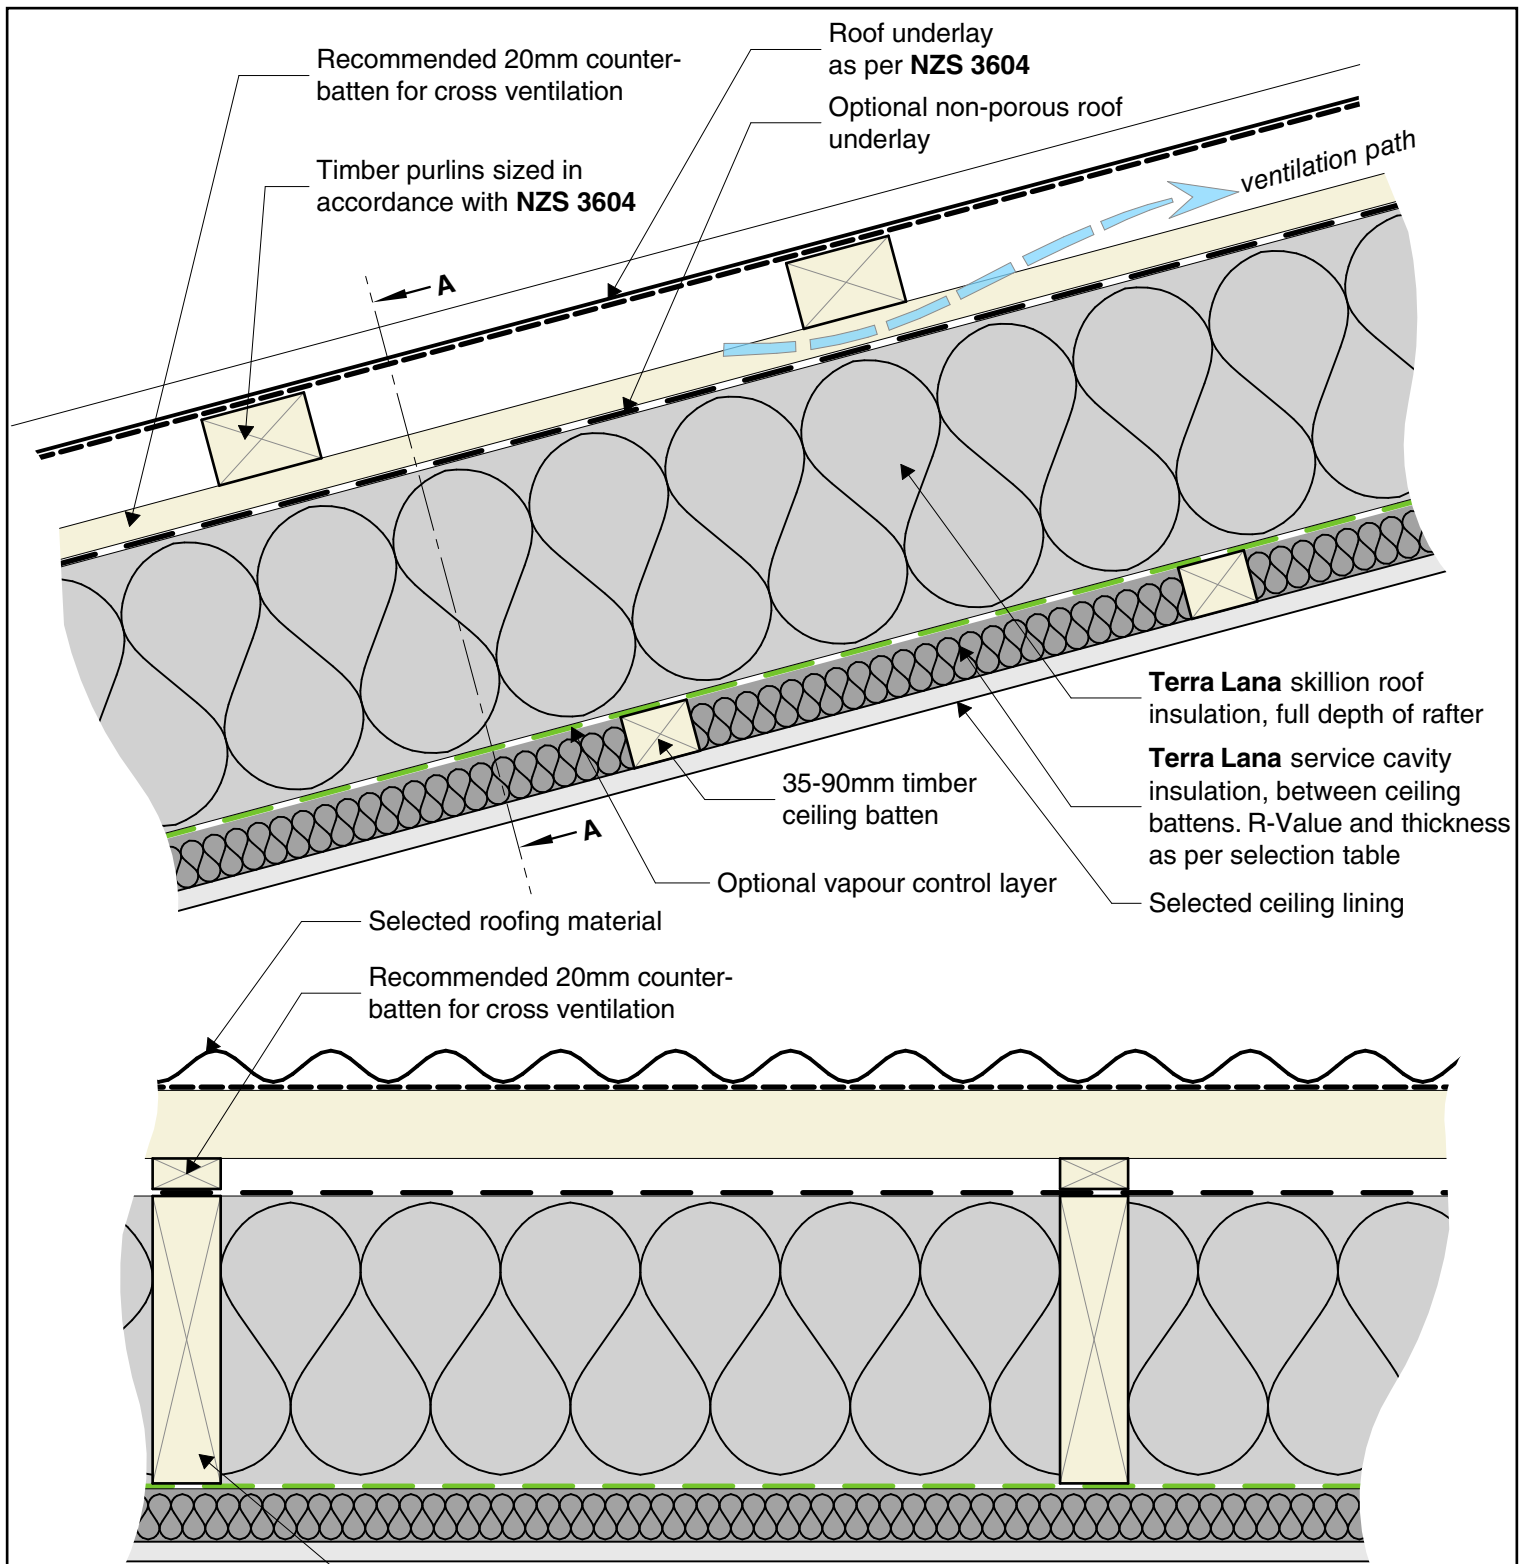 Recommended 20mm counter-
batten for cross ventilation
Roof underlay
as per NZS 3604
Optional non-porous roof
underlay
Timber purlins sized in
accordance with NZS 3604
ventilation path
A
A
Terra Lana skillion roof
insulation, full depth of rafter
Terra Lana service cavity
insulation, between ceiling
battens. R-Value and thickness
as per selection table
35-90mm timber
ceiling batten
Optional vapour control layer
Selected ceiling lining
Selected roofing material
Recommended 20mm counter-
batten for cross ventilation